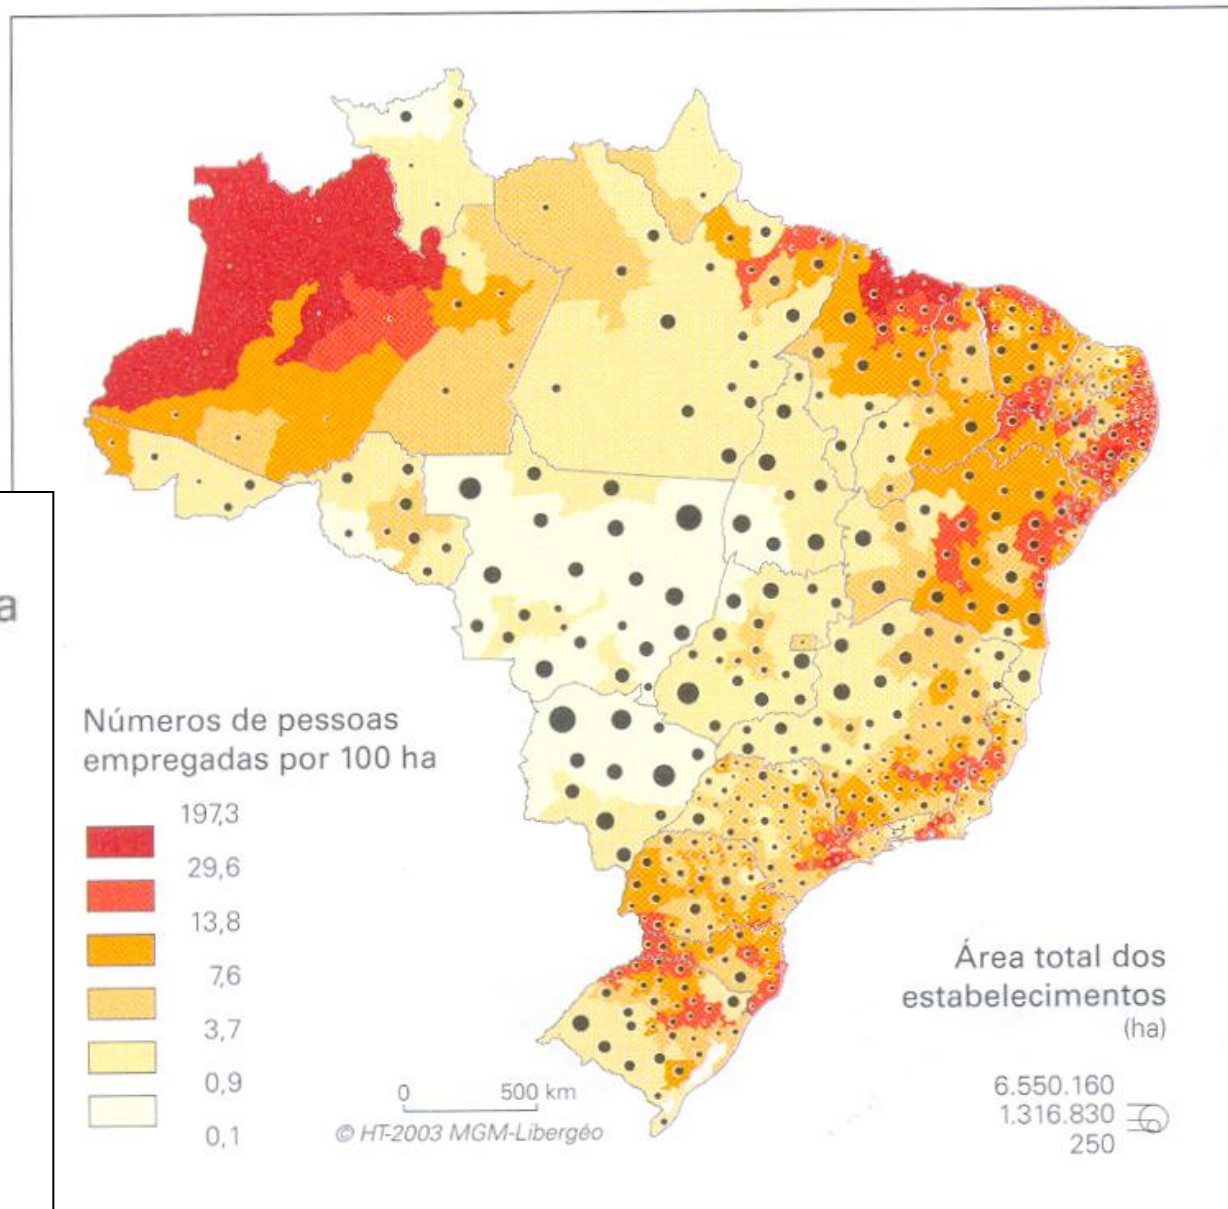 a
Números de pessoas
empregadas por 100 ha
197,3
29,6
13,8
7,6
3,7
0,9
0,1
0 500 km
© HT-2003 MGM-Libergéo
Área total dos
estabelecimentos
(ha)
6.550.160
1.316.830
250